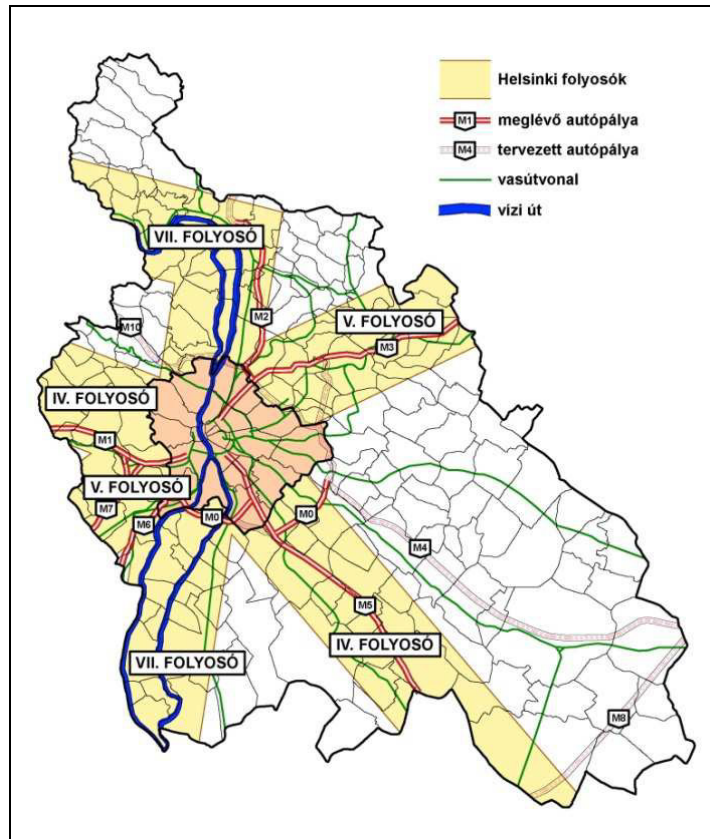 Helsinki folyosók
M1 meglévő autópálya
M4 tervezett autópálya
vasútvonal
vízi út
VII. FOLYOSÓ
V. FOLYOSÓ
M2
M10
M3
IV. FOLYOSÓ
M1
V. FOLYOSÓ
M7
M6
M0
M0
M4
M5
VII. FOLYOSÓ
IV. FOLYOSÓ
M8